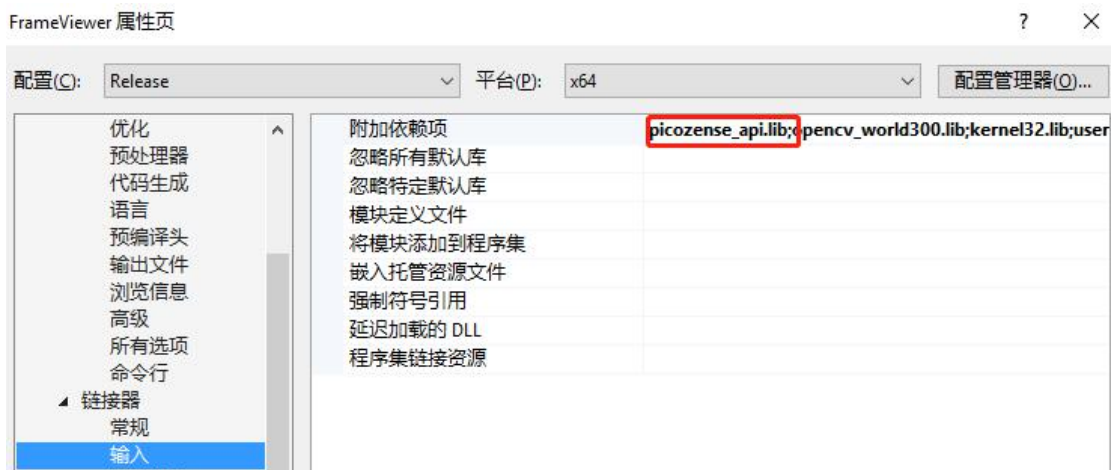 FrameViewer 属性页 ? ×
配置(C): Release 平台(P): x64 配置管理器(O)...
优化
预处理器
代码生成
语言
预编译头
输出文件
浏览信息
高级
所有选项
命令行
链接器
常规
输入
附加依赖项 picozense_api.lib;opencv_world300.lib;kernel32.lib;user
忽略所有默认库
忽略特定默认库
模块定义文件
将模块添加到程序集
嵌入托管资源文件
强制符号引用
延迟加载的 DLL
程序集链接资源